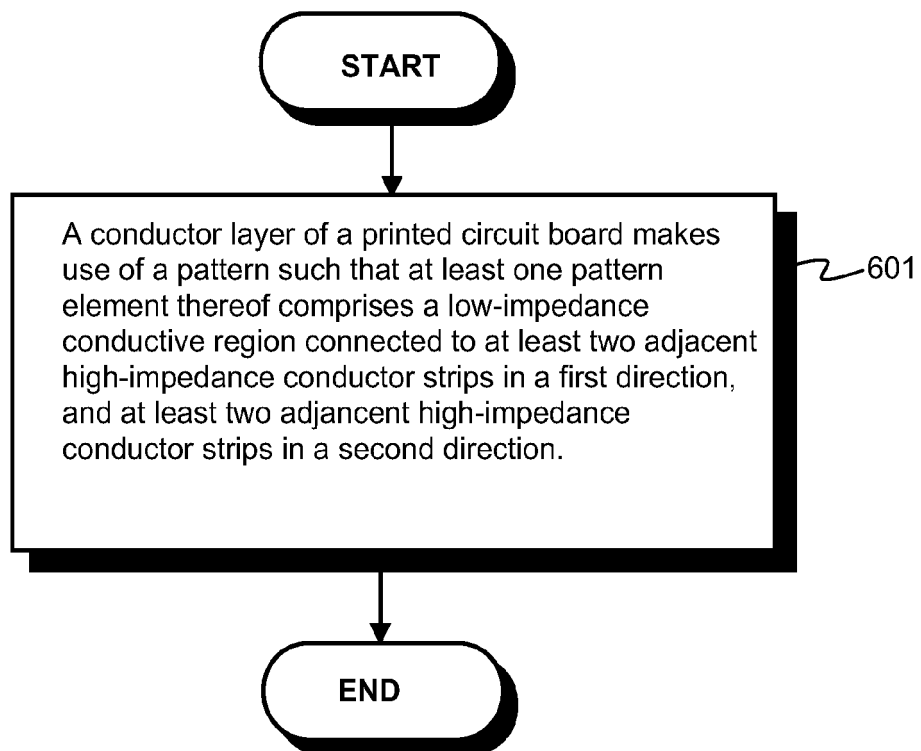 START
A conductor layer of a printed circuit board makes
use of a pattern such that at least one pattern
element thereof comprises a low-impedance
conductive region connected to at least two adjacent
high-impedance conductor strips in a first direction,
and at least two adjancent high-impedance
conductor strips in a second direction.
601
END